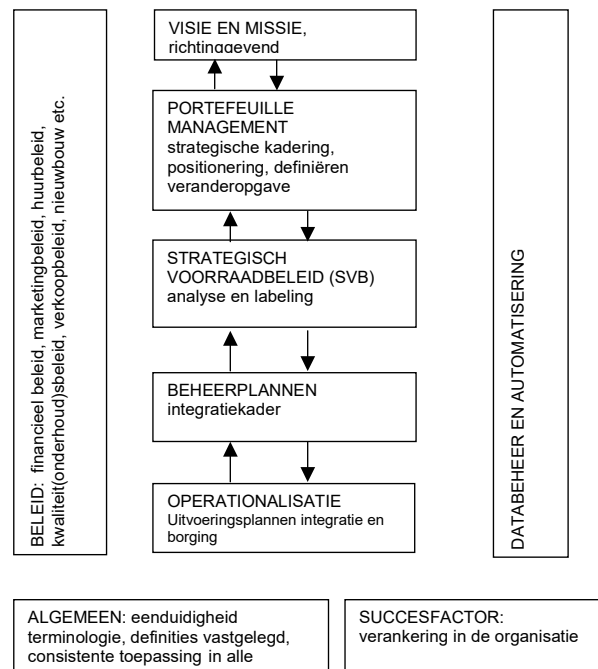 VISIE EN MISSIE,
richtinggevend
PORTEFEUILLE
MANAGEMENT
strategische kadering,
positionering, definiëren
veranderopgave
STRATEGISCH
VOORRAADBELEID (SVB)
analyse en labeling
BEHEERPLANNEN
integratiekader
OPERATIONALISATIE
Uitvoeringsplannen integratie en
borging
BELEID: financieel beleid, marketingbeleid, huurbeleid,
kwaliteit(onderhoud)sbeleid, verkoopbeleid, nieuwbouw etc.
DATABEHEER EN AUTOMATISERING
ALGEMEEN: eenduidigheid
terminologie, definities vastgelegd,
consistente toepassing in alle
SUCCESFACTOR:
verankering in de organisatie